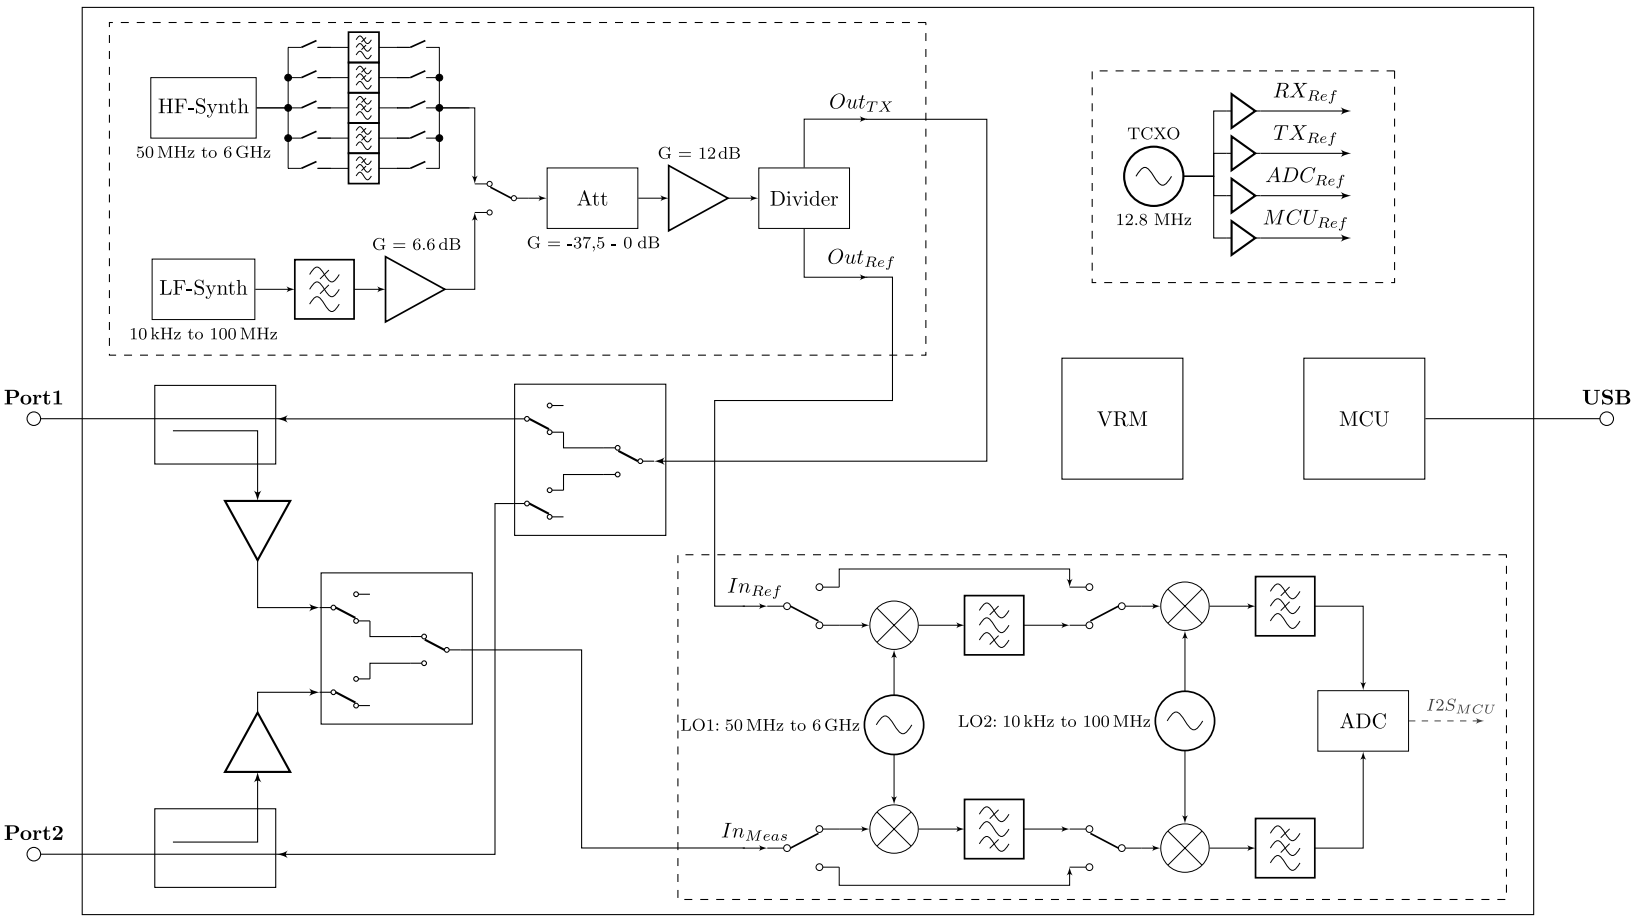 HF-Synth
50 MHz to 6 GHz
LF-Synth
10 kHz to 100 MHz
G = 6.6 dB
Att
G = -37,5 - 0 dB
G = 12 dB
Divider
Out_TX
Out_Ref
TCXO
12.8 MHz
RX_Ref
TX_Ref
ADC_Ref
MCU_Ref
Port1
VRM
MCU
USB
Port2
In_Ref
LO1: 50 MHz to 6 GHz
LO2: 10 kHz to 100 MHz
ADC
I2S_MCU
In_Meas